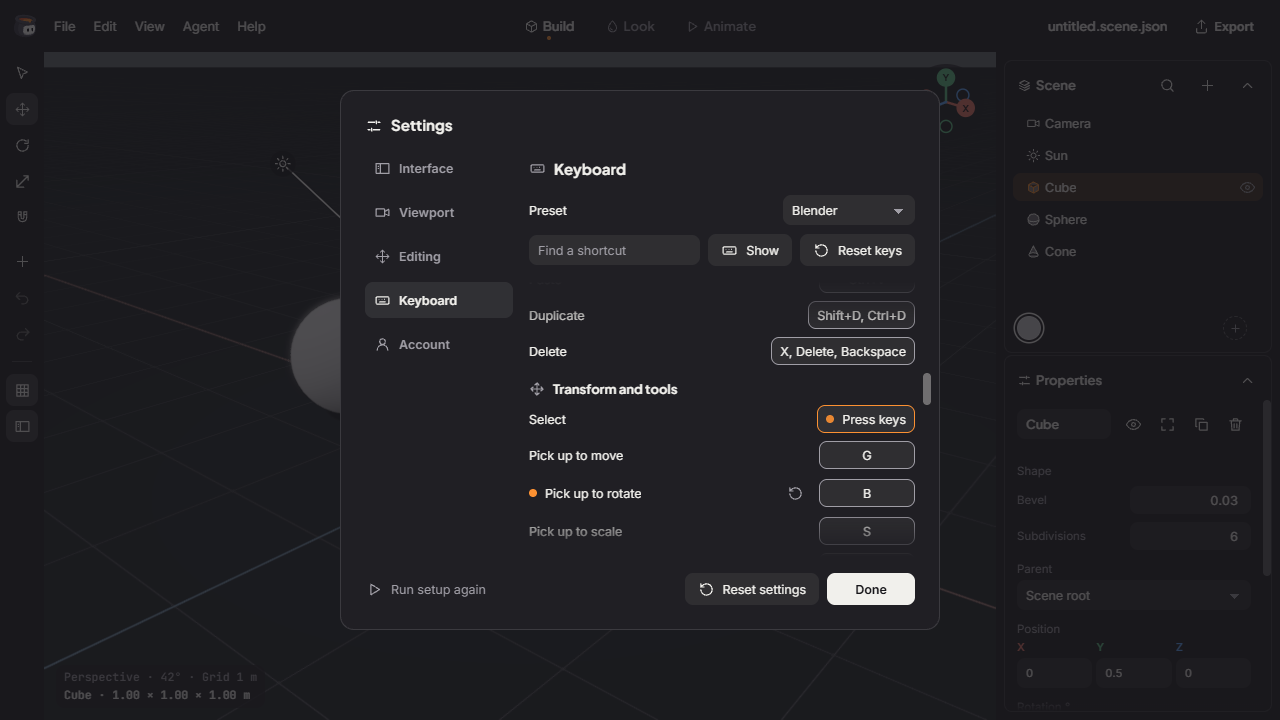 File Edit View Agent Help
Build Look Animate
untitled.scene.json Export
Settings
Interface
Viewport
Editing
Keyboard
Account
Keyboard
Preset Blender
Find a shortcut Show Reset keys
Duplicate Shift+D, Ctrl+D
Delete X, Delete, Backspace
Transform and tools
Select Press keys
Pick up to move G
Pick up to rotate B
Pick up to scale S
Run setup again Reset settings Done
Y
X
Scene
Camera
Sun
Cube
Sphere
Cone
Properties
Cube
Shape
Bevel 0.03
Subdivisions 6
Parent
Scene root
Position
X Y Z
0 0.5 0
Rotation °
Perspective · 42° · Grid 1 m
Cube · 1.00 × 1.00 × 1.00 m